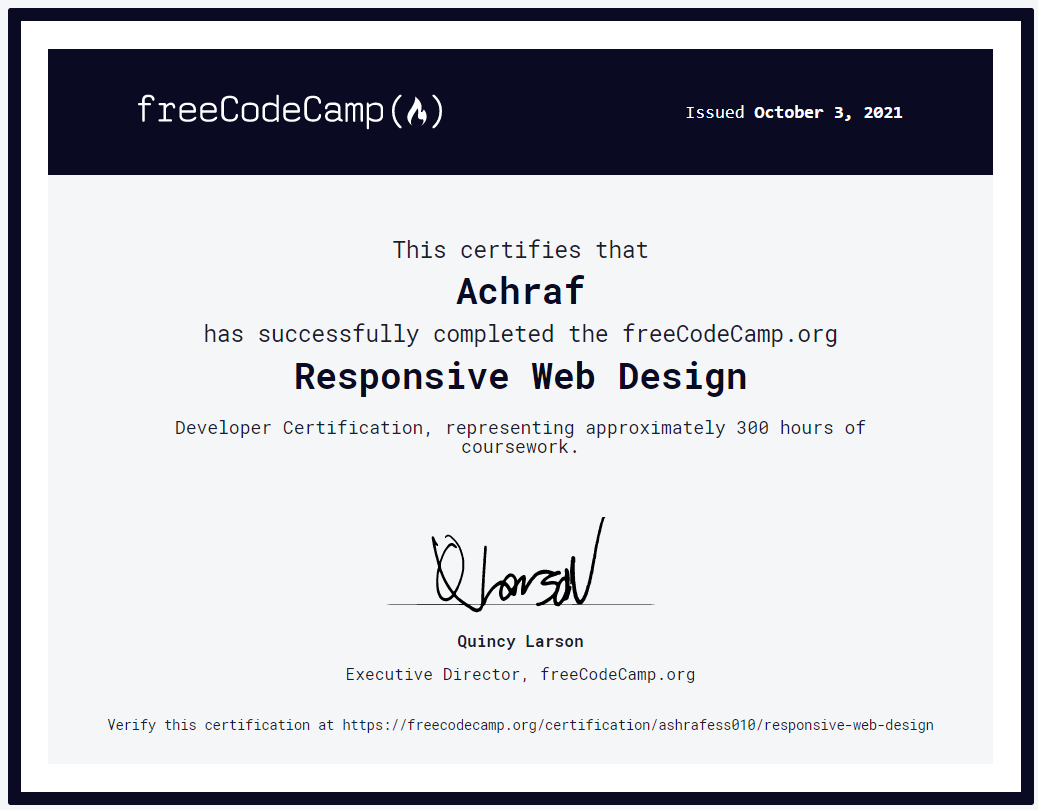 freeCodeCamp(🔥)
Issued October 3, 2021
This certifies that
Achraf
has successfully completed the freeCodeCamp.org
Responsive Web Design
Developer Certification, representing approximately 300 hours of
coursework.
QLarson
Quincy Larson
Executive Director, freeCodeCamp.org
Verify this certification at https://freecodecamp.org/certification/ashrafess010/responsive-web-design